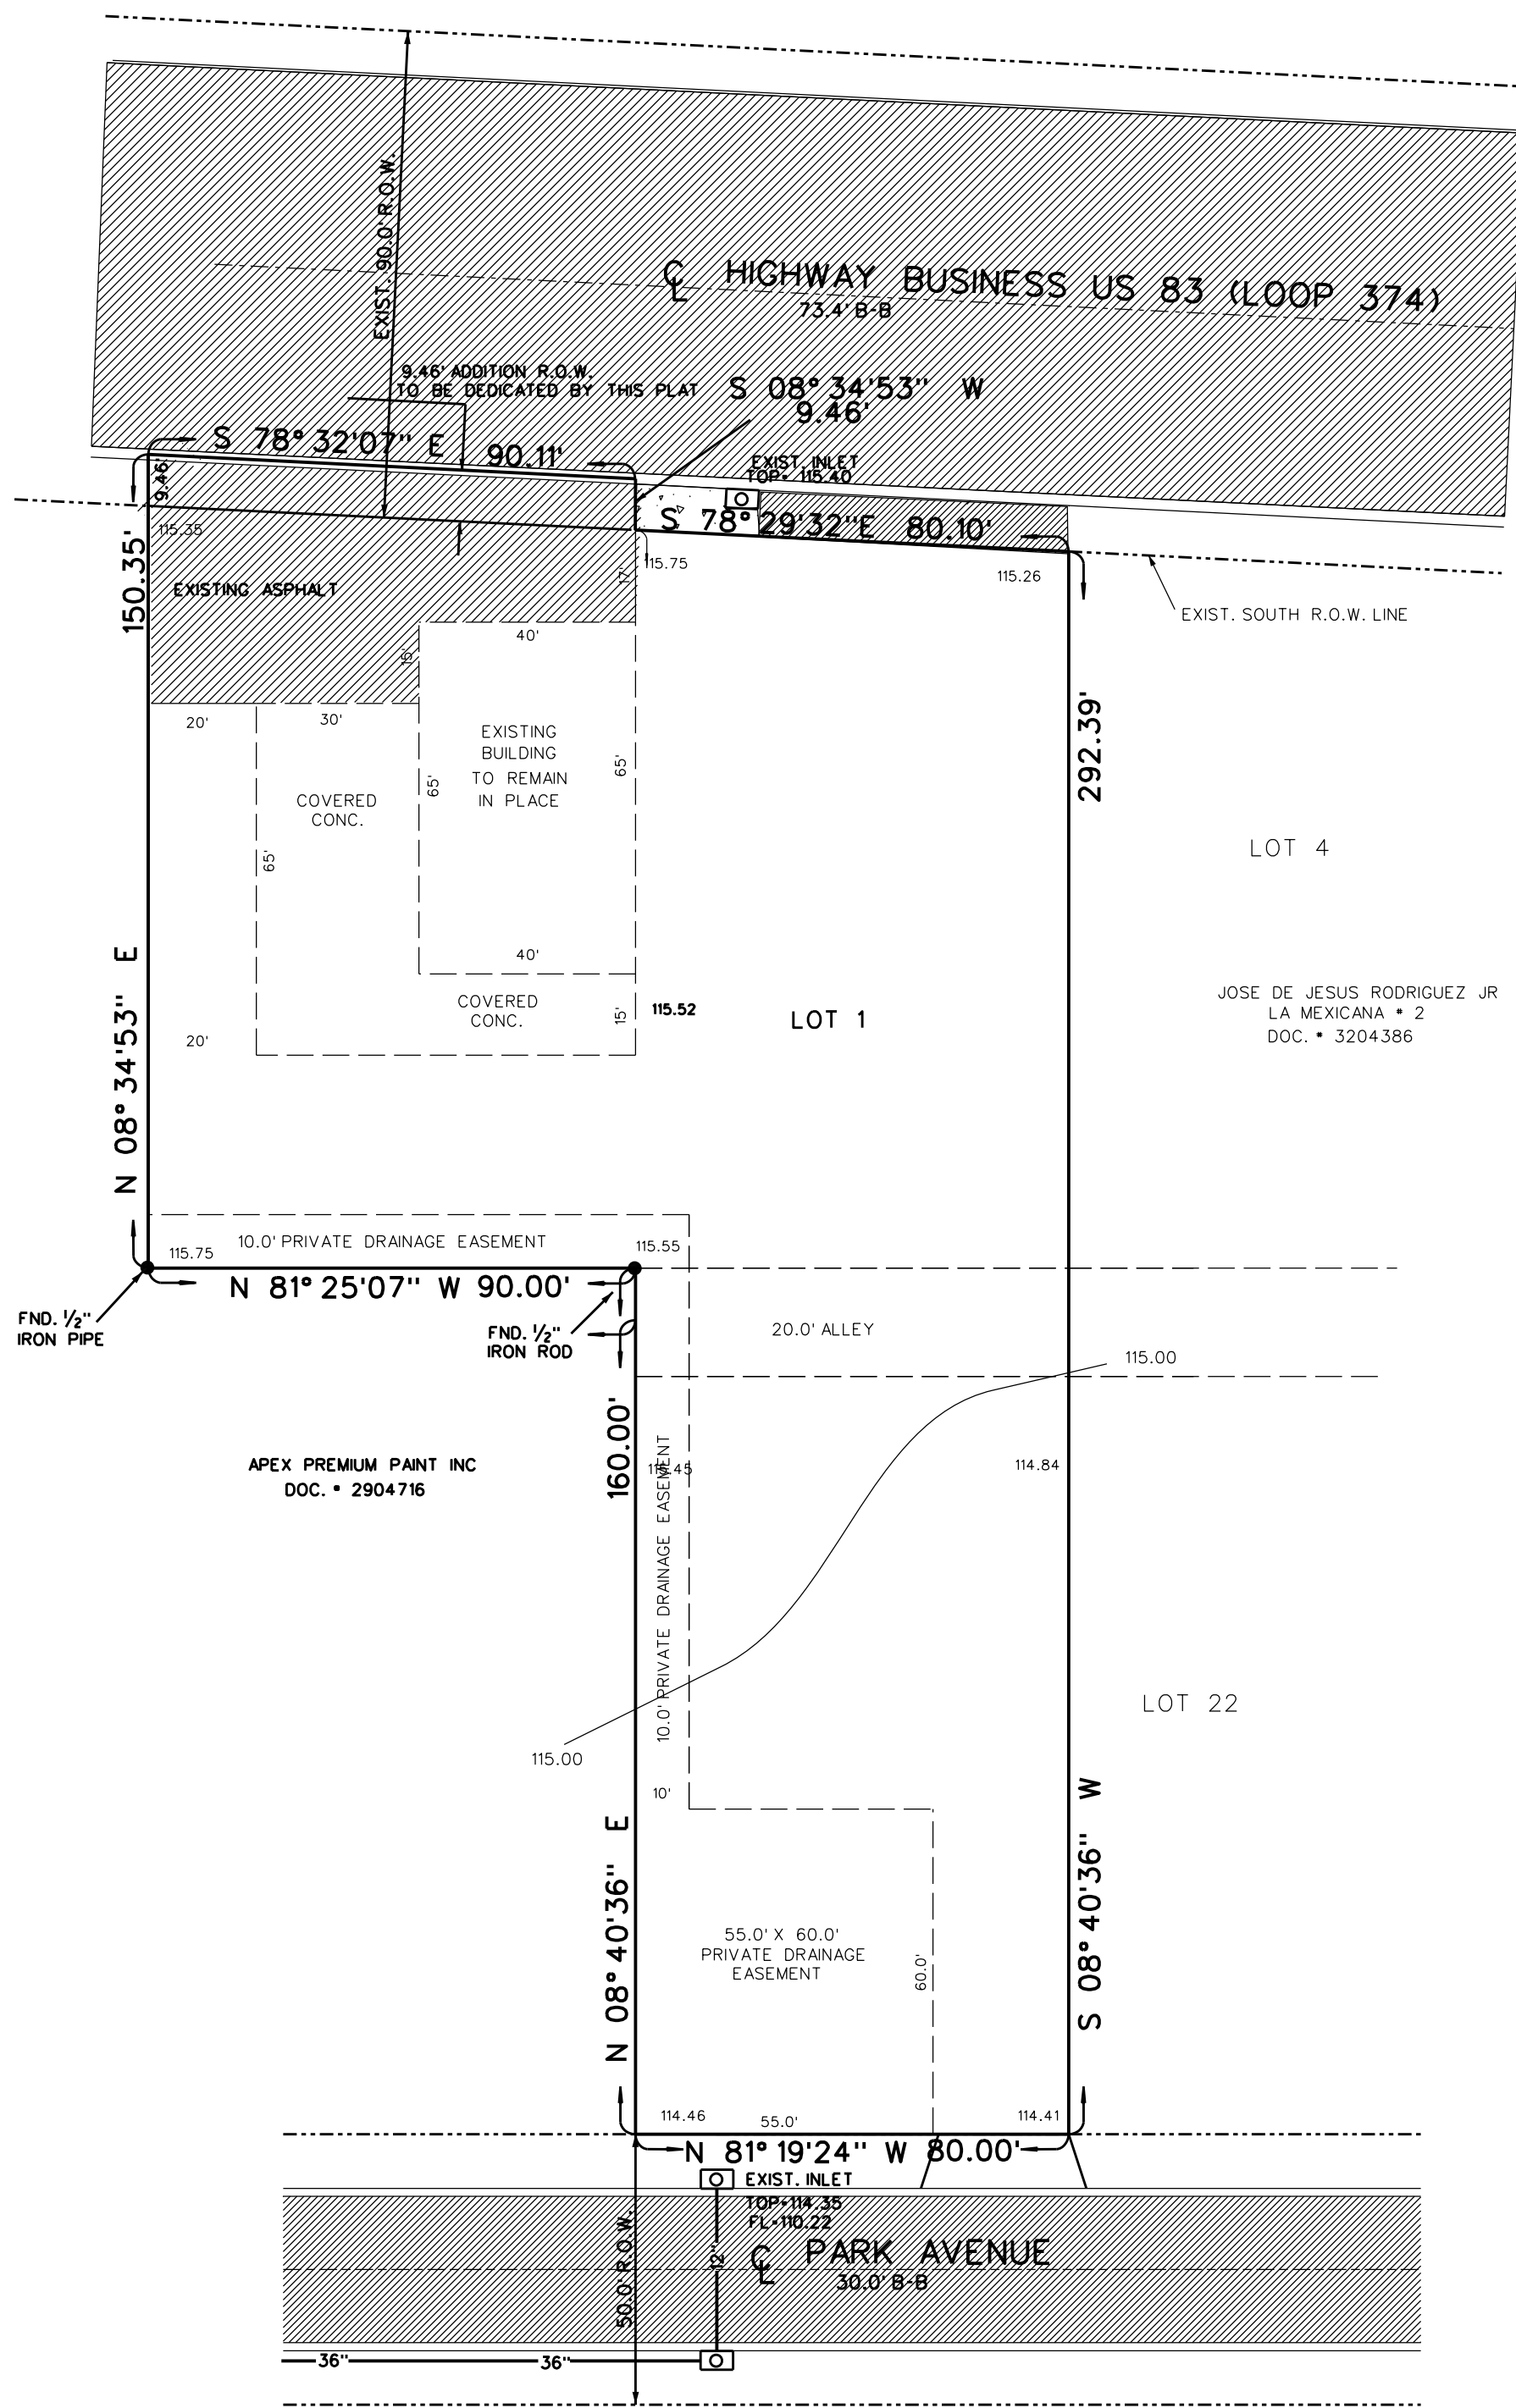 EXIST. 90.0' R.O.W.
℄ HIGHWAY BUSINESS US 83 (LOOP 374)
73.4' B-B
9.46' ADDITION R.O.W.
TO BE DEDICATED BY THIS PLAT
S 08° 34'53" W
9.46'
S 78° 32'07" E 90.11'
9.46'
EXIST. INLET
TOP= 115.40
S 78° 29'32"E 80.10'
115.35
150.35'
17'
115.75
115.26
EXISTING ASPHALT
EXIST. SOUTH R.O.W. LINE
40'
15'
20'
30'
EXISTING
BUILDING
TO REMAIN
IN PLACE
65'
65'
292.39'
COVERED
CONC.
65'
LOT 4
40'
N 08° 34'53" E
COVERED
CONC.
15'
115.52
LOT 1
JOSE DE JESUS RODRIGUEZ JR
LA MEXICANA # 2
DOC. # 3204386
20'
10.0' PRIVATE DRAINAGE EASEMENT
115.75
115.55
N 81° 25'07" W 90.00'
FND. 1/2"
IRON PIPE
FND. 1/2"
IRON ROD
20.0' ALLEY
115.00
160.00'
APEX PREMIUM PAINT INC
DOC. # 2904716
115.45
114.84
10.0' PRIVATE DRAINAGE EASEMENT
LOT 22
115.00
10'
N 08° 40'36" E
S 08° 40'36" W
55.0' X 60.0'
PRIVATE DRAINAGE
EASEMENT
60.0'
114.46
55.0'
114.41
N 81° 19'24" W 80.00'
EXIST. INLET
TOP=114.35
FL=110.22
50.0' R.O.W.
12"
℄ PARK AVENUE
30.0' B-B
36"
36"